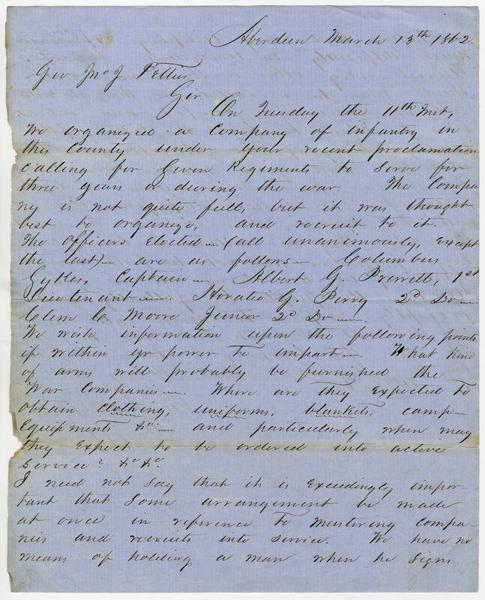 Aberdeen March 13th 1862
Gov Jno J. Pettus
Sir
On Tuesday the 11th Inst,
We organized a Company of infantry in
this County under your recent proclamation
calling for Seven Regiments to serve for
three years or during the war. The Compa
ny is not quite full, but it was thought
best to organize, and recruit to it.
The Officers Elected — (all unanimously, except
the last) — are as follows — Columbus
Sykes, Captain — Albert G. Prewitt, 1st
Lieutenant — Horatio G. Perry 2d Do —
Clem C. Moore Junior 2d Do —
We wish information upon the following points
if within yr power to impart — What kind
of arms will probably be furnished the
War Companies —. Where are they Expected to
obtain clothing, uniforms, blankets, camp —
Equipments &c — and particularly when may
they Expect to be ordered into active
service? &c &c
I need not say that it is Exceedingly impor-
tant that some arrangement be made
at once in reference to mustering compa
nies and recruits into service. We have no
means of holding a man when he signs